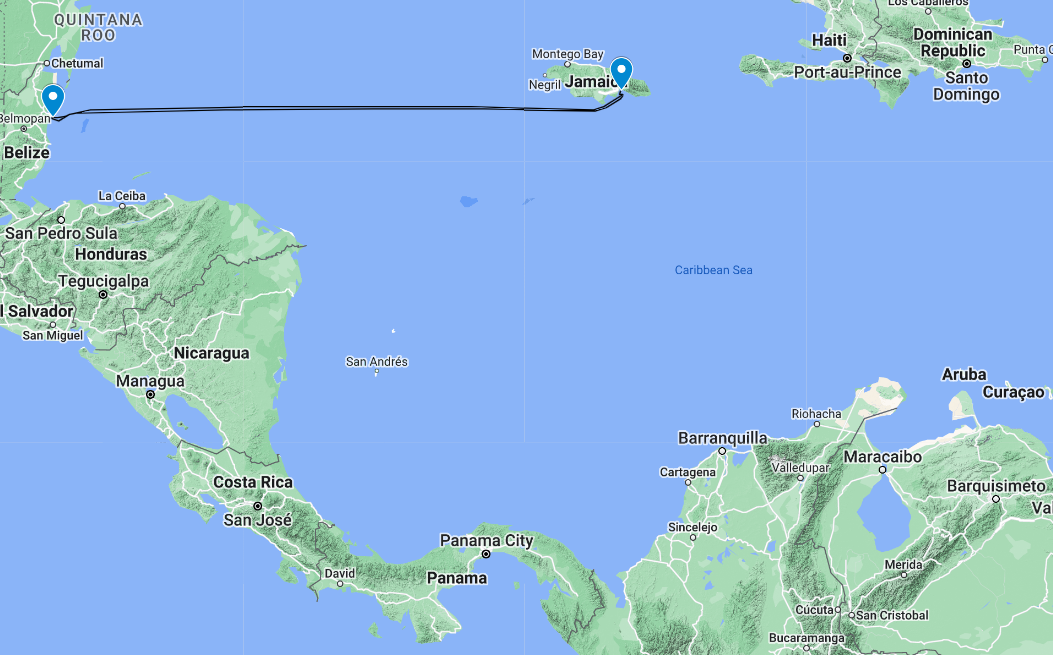 QUINTANA
ROO
Chetumal
Belmopan
Belize
Montego Bay
Negril
Jamaic
Los Caballeros
Haiti
Dominican
Republic
Punta C
Port-au-Prince
Santo
Domingo
La Ceiba
San Pedro Sula
Honduras
Tegucigalpa
l Salvador
San Miguel
Nicaragua
Managua
Caribbean Sea
San Andrés
Aruba
Curaçao
Riohacha
Barranquilla
Maracaibo
Cartagena
Valledupar
Barquisimeto
Va
Costa Rica
San José
Sincelejo
Panama City
Merida
David
Panama
Cúcuta
San Cristobal
Bucaramanga